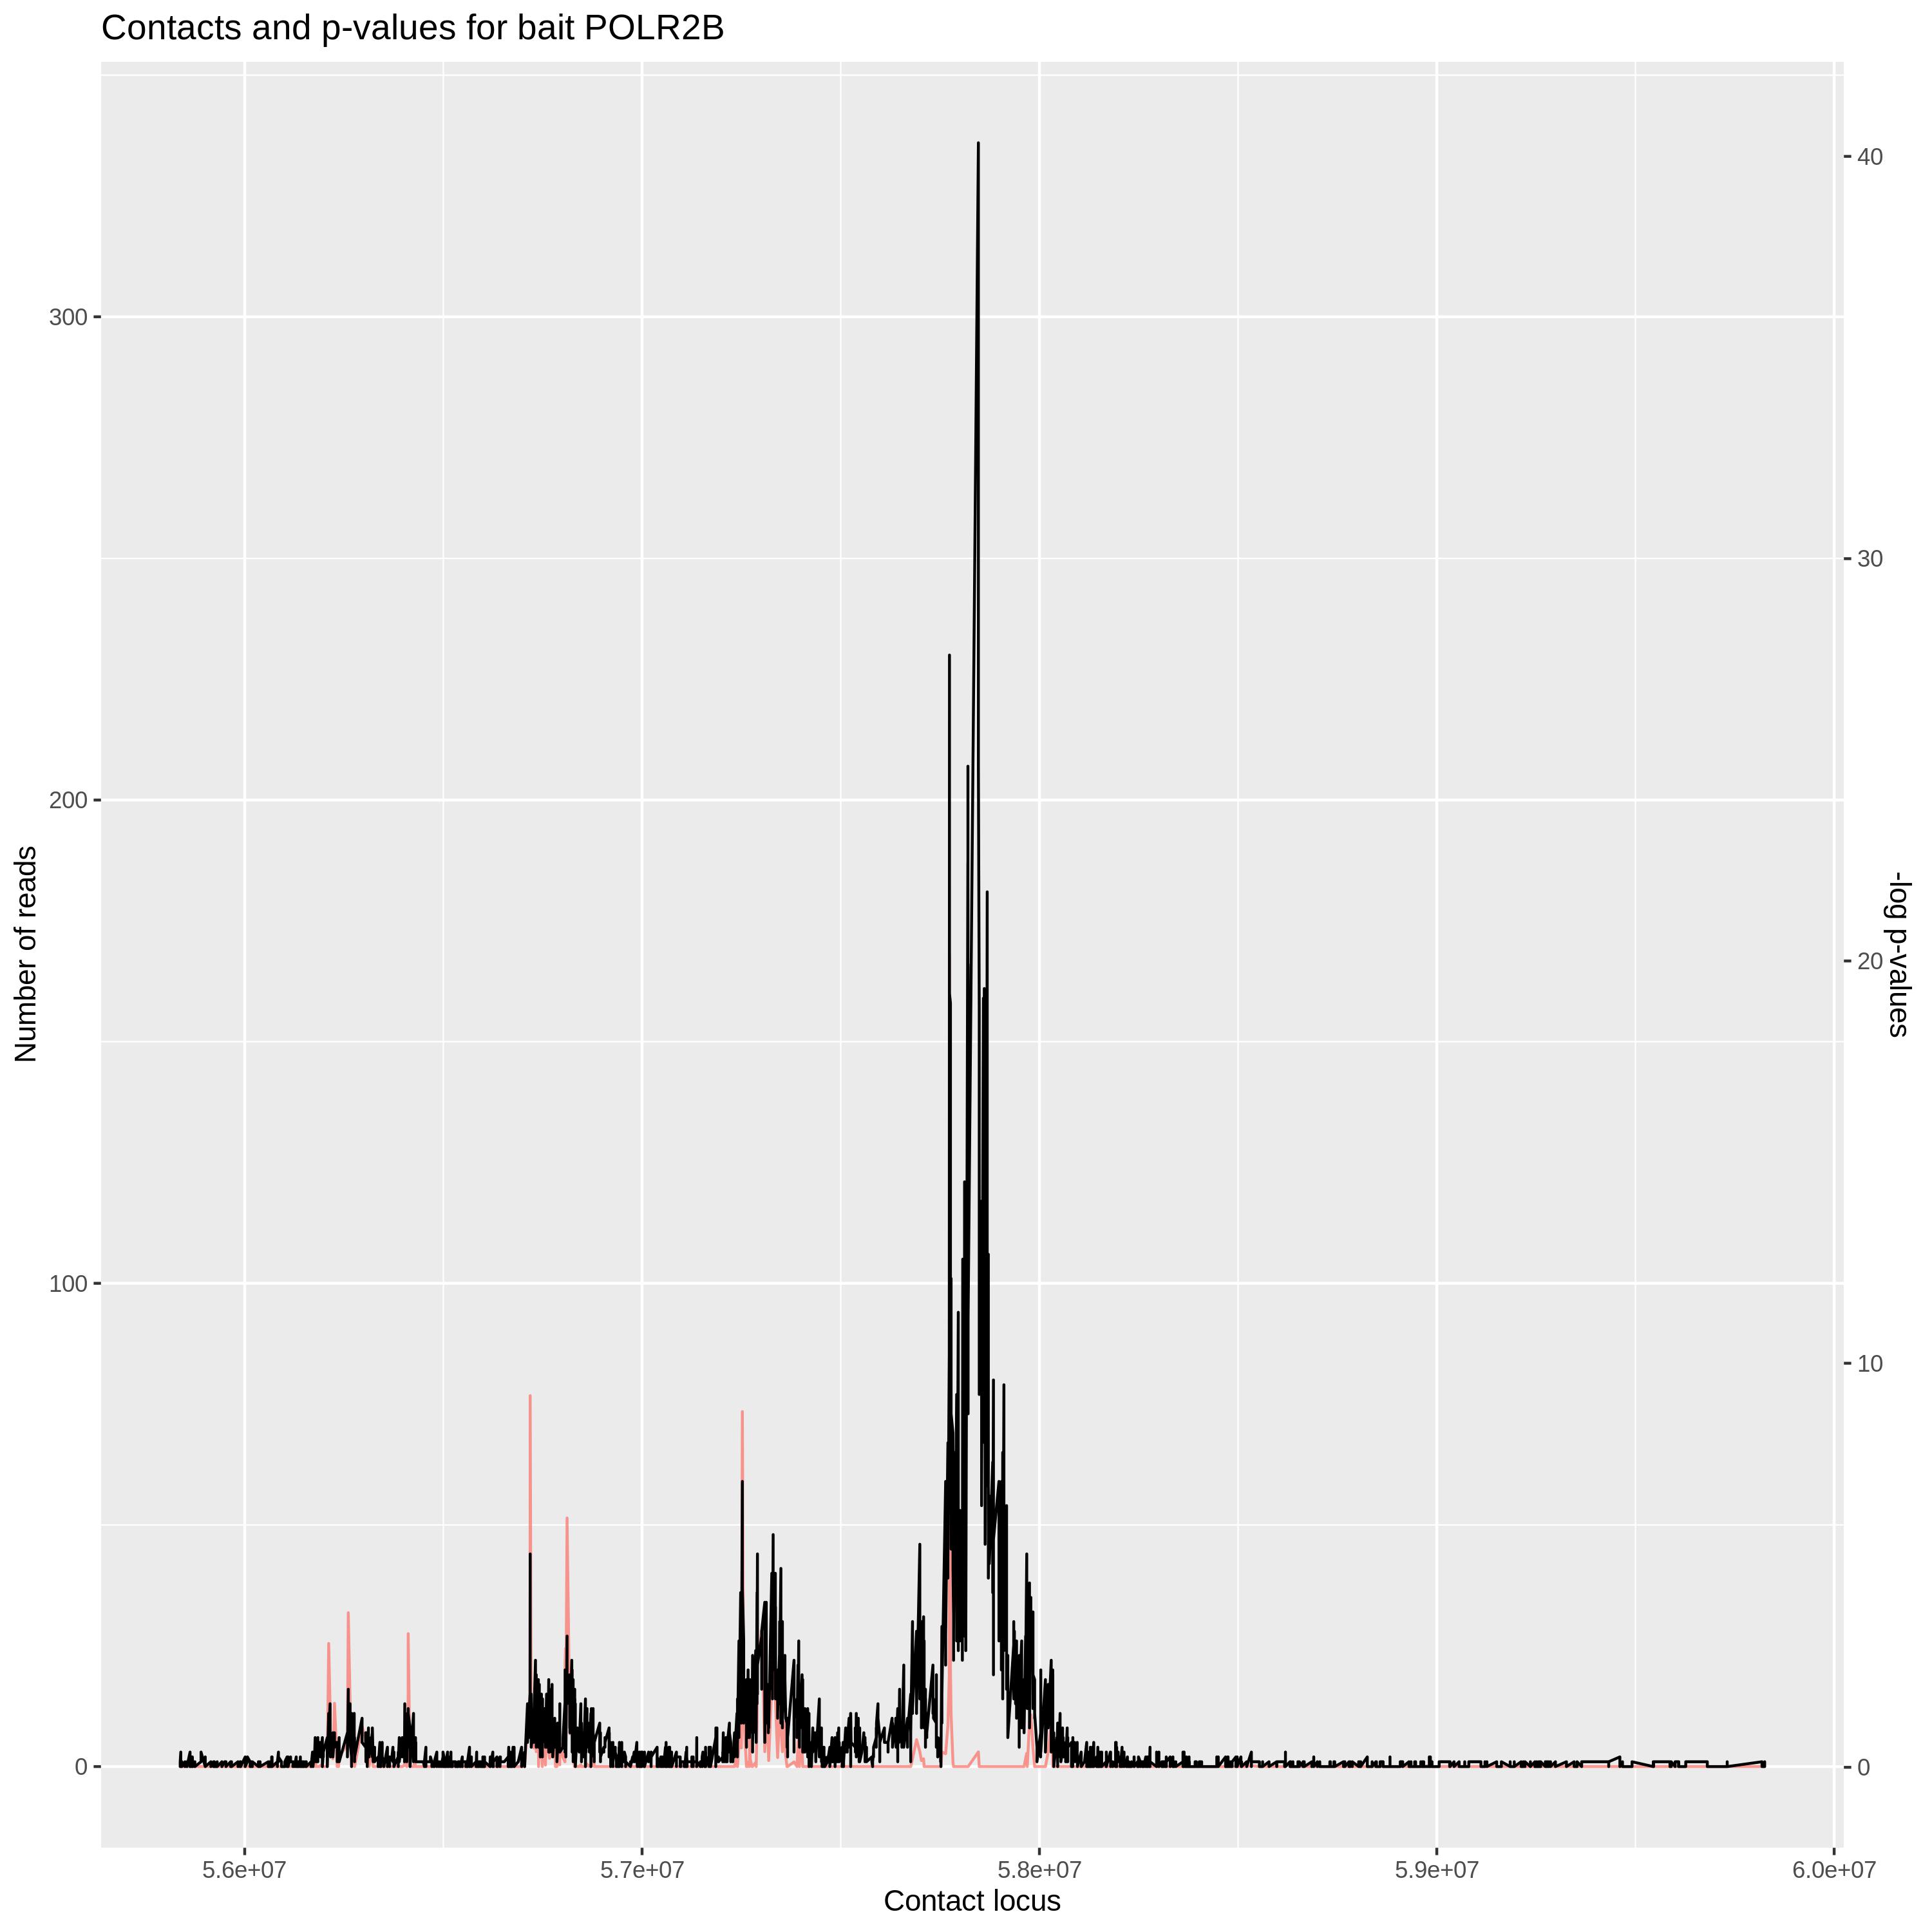 Contacts and p-values for bait POLR2B
Number of reads
300
200
100
0
40
30
20
10
0
-log p-values
5.6e+07
5.7e+07
5.8e+07
5.9e+07
6.0e+07
Contact locus